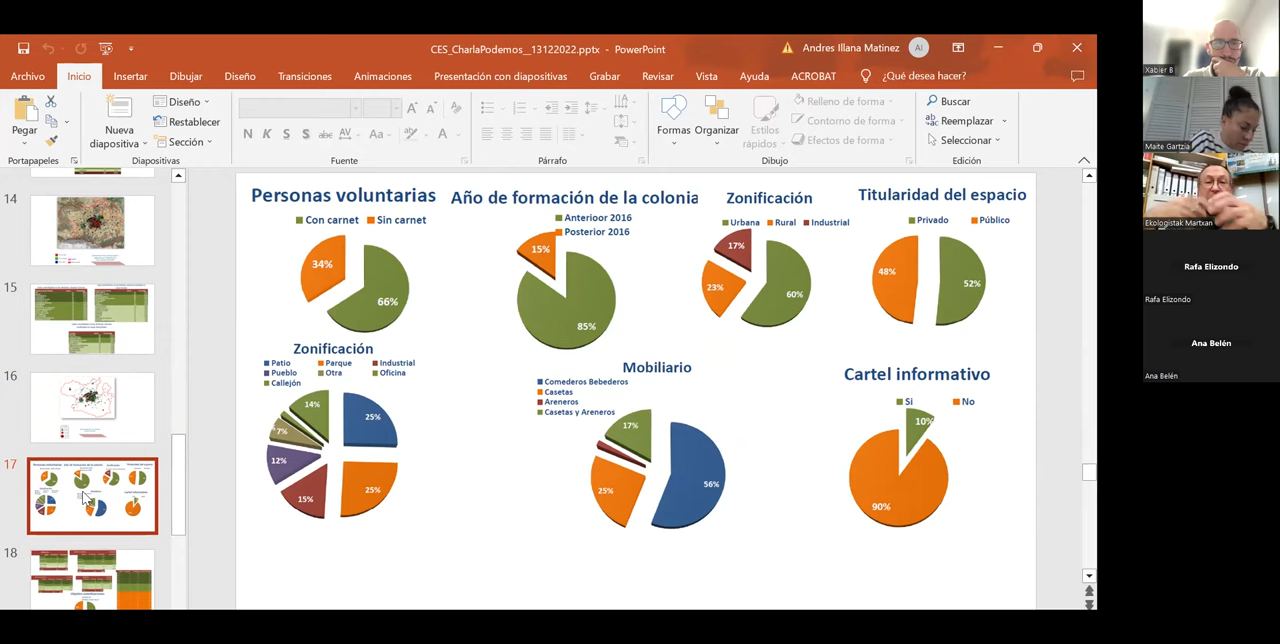 CES_CharlaPodemos__13122022.pptx - PowerPoint
Andres Illana Matinez
AI
Archivo
Inicio
Insertar
Dibujar
Diseño
Transiciones
Animaciones
Presentación con diapositivas
Grabar
Revisar
Vista
Ayuda
ACROBAT
¿Qué desea hacer?
Pegar
Nueva
diapositiva
Diseño
Restablecer
Sección
N K S S abc AV Aa A
Formas
Organizar
Estilos
rápidos
Relleno de forma
Contorno de forma
Efectos de forma
Buscar
Reemplazar
Seleccionar
Portapapeles
Diapositivas
Fuente
Párrafo
Dibujo
Edición
14
15
16
17
18
Personas voluntarias
Con carnet
Sin carnet
34%
66%
Año de formación de la colonia
Anterioor 2016
Posterior 2016
15%
85%
Zonificación
Urbana
Rural
Industrial
17%
23%
60%
Titularidad del espacio
Privado
Público
48%
52%
Zonificación
Patio
Parque
Industrial
Pueblo
Otra
Oficina
Callejón
14%
25%
7%
12%
15%
25%
Mobiliario
Comederos Bebederos
Casetas
Areneros
Casetas y Areneros
17%
56%
25%
Cartel informativo
Si
No
10%
90%
Xabier B
Maite Gartzia
Ekologistak Martxan
Rafa Elizondo
Rafa Elizondo
Ana Belén
Ana Belén